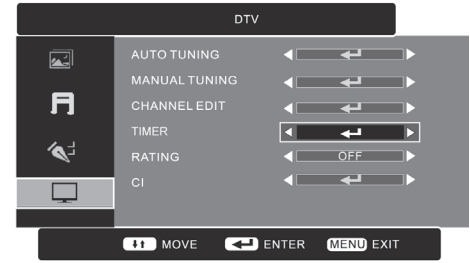 DTV
AUTO TUNING
MANUAL TUNING
CHANNEL EDIT
TIMER
RATING OFF
CI
MOVE ENTER MENU EXIT